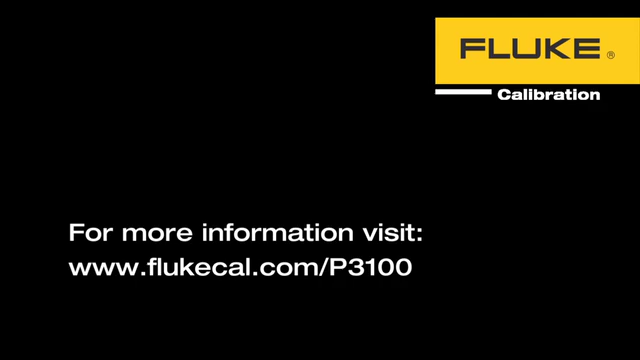 FLUKE®
Calibration
For more information visit:
www.flukecal.com/P3100